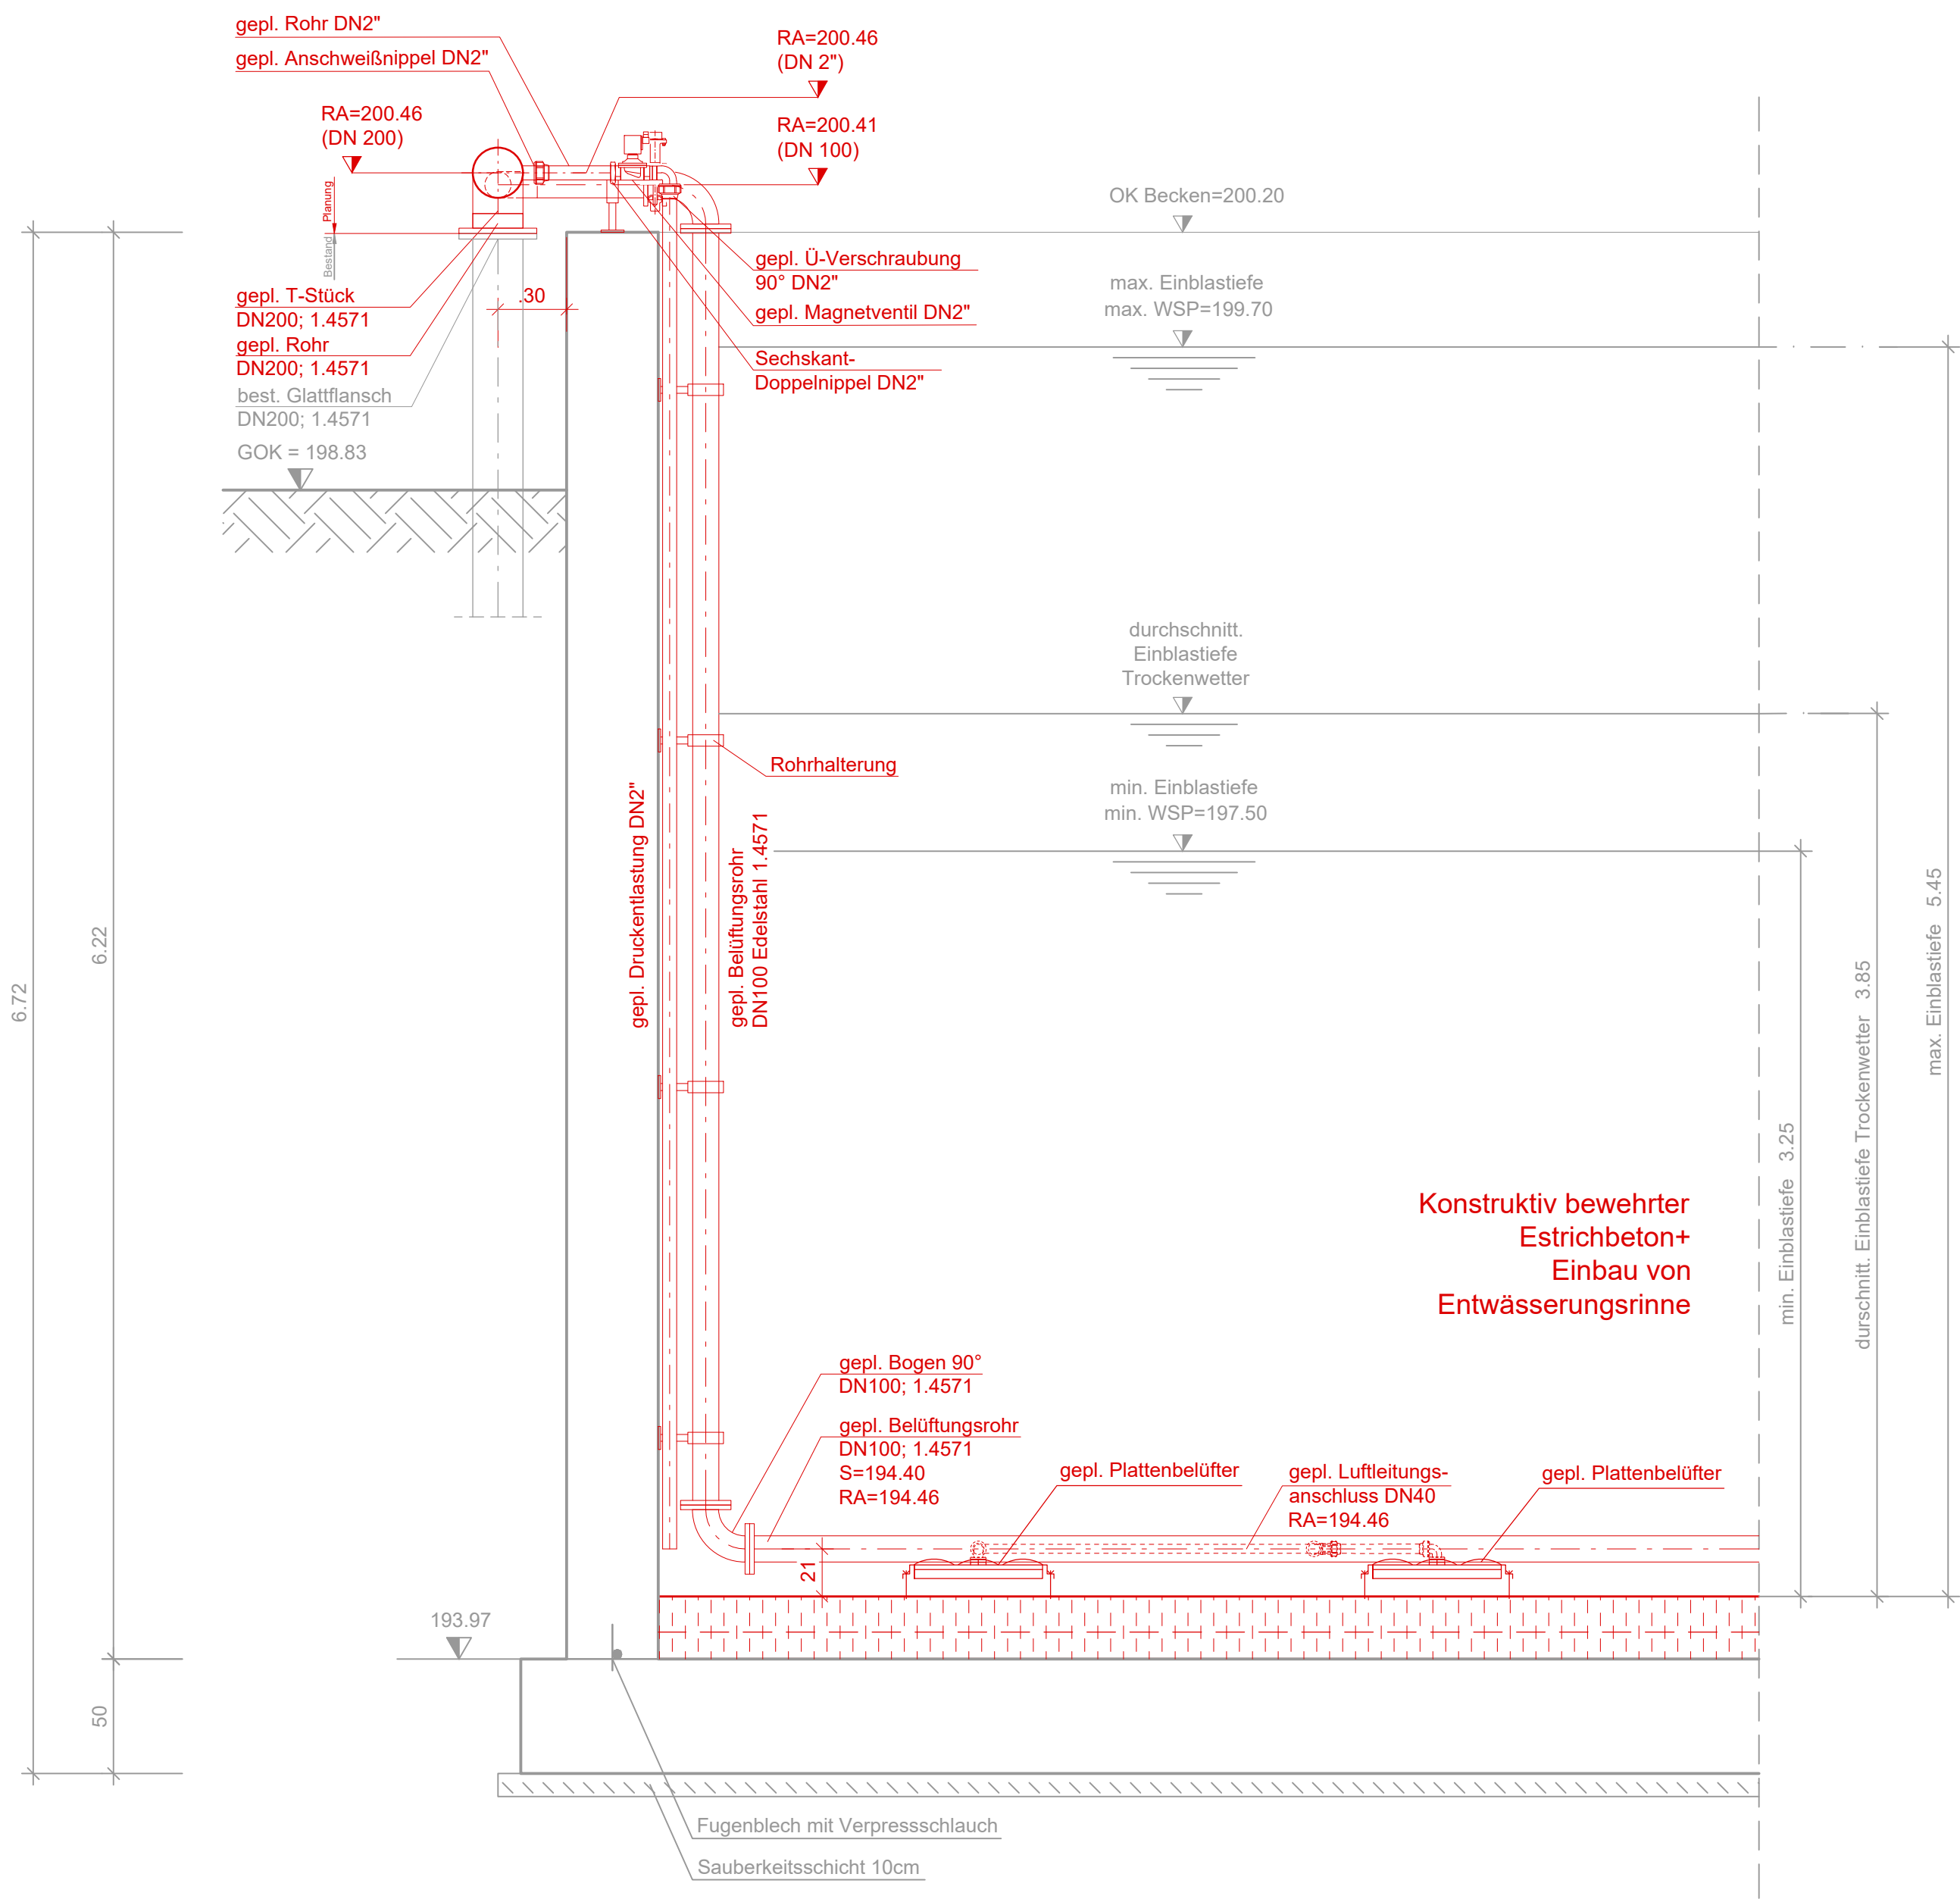 gepl. Rohr DN2"
gepl. Anschweißnippel DN2"
RA=200.46
(DN 2")
RA=200.46
(DN 200)
RA=200.41
(DN 100)
Planung
Bestand
OK Becken=200.20
gepl. Ü-Verschraubung
90° DN2"
gepl. Magnetventil DN2"
Sechskant-
Doppelnippel DN2"
max. Einblastiefe
max. WSP=199.70
.30
gepl. T-Stück
DN200; 1.4571
gepl. Rohr
DN200; 1.4571
best. Glattflansch
DN200; 1.4571
GOK = 198.83
durchschnitt.
Einblastiefe
Trockenwetter
Rohrhalterung
min. Einblastiefe
min. WSP=197.50
gepl. Druckentlastung DN2"
gepl. Belüftungsrohr
DN100 Edelstahl 1.4571
6.72
6.22
50
min. Einblastiefe 3.25
durschnitt. Einblastiefe Trockenwetter 3.85
max. Einblastiefe 5.45
Konstruktiv bewehrter
Estrichbeton+
Einbau von
Entwässerungsrinne
gepl. Bogen 90°
DN100; 1.4571
gepl. Belüftungsrohr
DN100; 1.4571
S=194.40
RA=194.46
gepl. Plattenbelüfter
gepl. Luftleitungs-
anschluss DN40
RA=194.46
gepl. Plattenbelüfter
21
193.97
Fugenblech mit Verpressschlauch
Sauberkeitsschicht 10cm